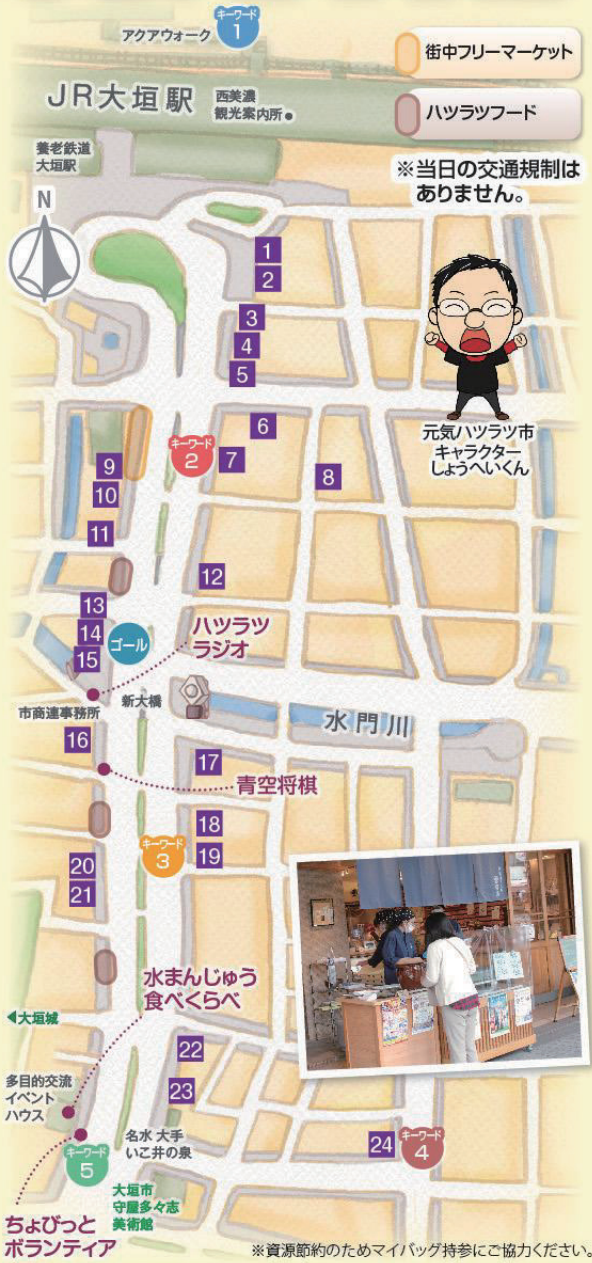 アクアウォーク
キーワード
1
街中フリーマーケット
JR大垣駅
西美濃
観光案内所
ハツラツフード
養老鉄道
大垣駅
※当日の交通規制は
ありません。
N
1
2
3
4
5
元気ハツラツ市
キャラクター
しょうへいくん
6
キーワード
2
7
8
9
10
11
12
13
14
15
ゴール
ハツラツ
ラジオ
市商連事務所
新大橋
水門川
16
17
青空将棋
18
19
キーワード
3
20
21
水まんじゅう
食べくらべ
◀大垣城
22
23
多目的交流
イベント
ハウス
名水 大手
いこ井の泉
24
キーワード
4
キーワード
5
大垣市
守屋多々志
美術館
ちょびっと
ボランティア
※資源節約のためマイバッグ持参にご協力ください。